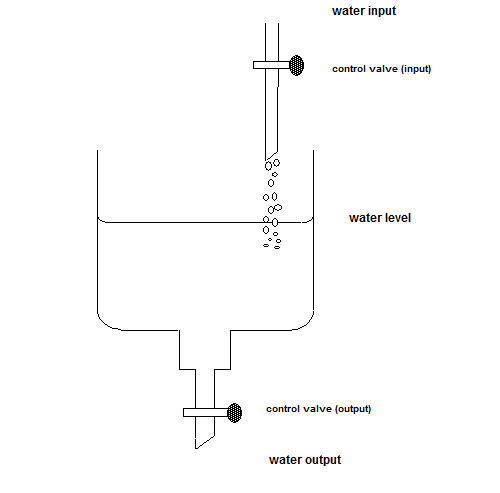 water input
control valve (input)
water level
control valve (output)
water output